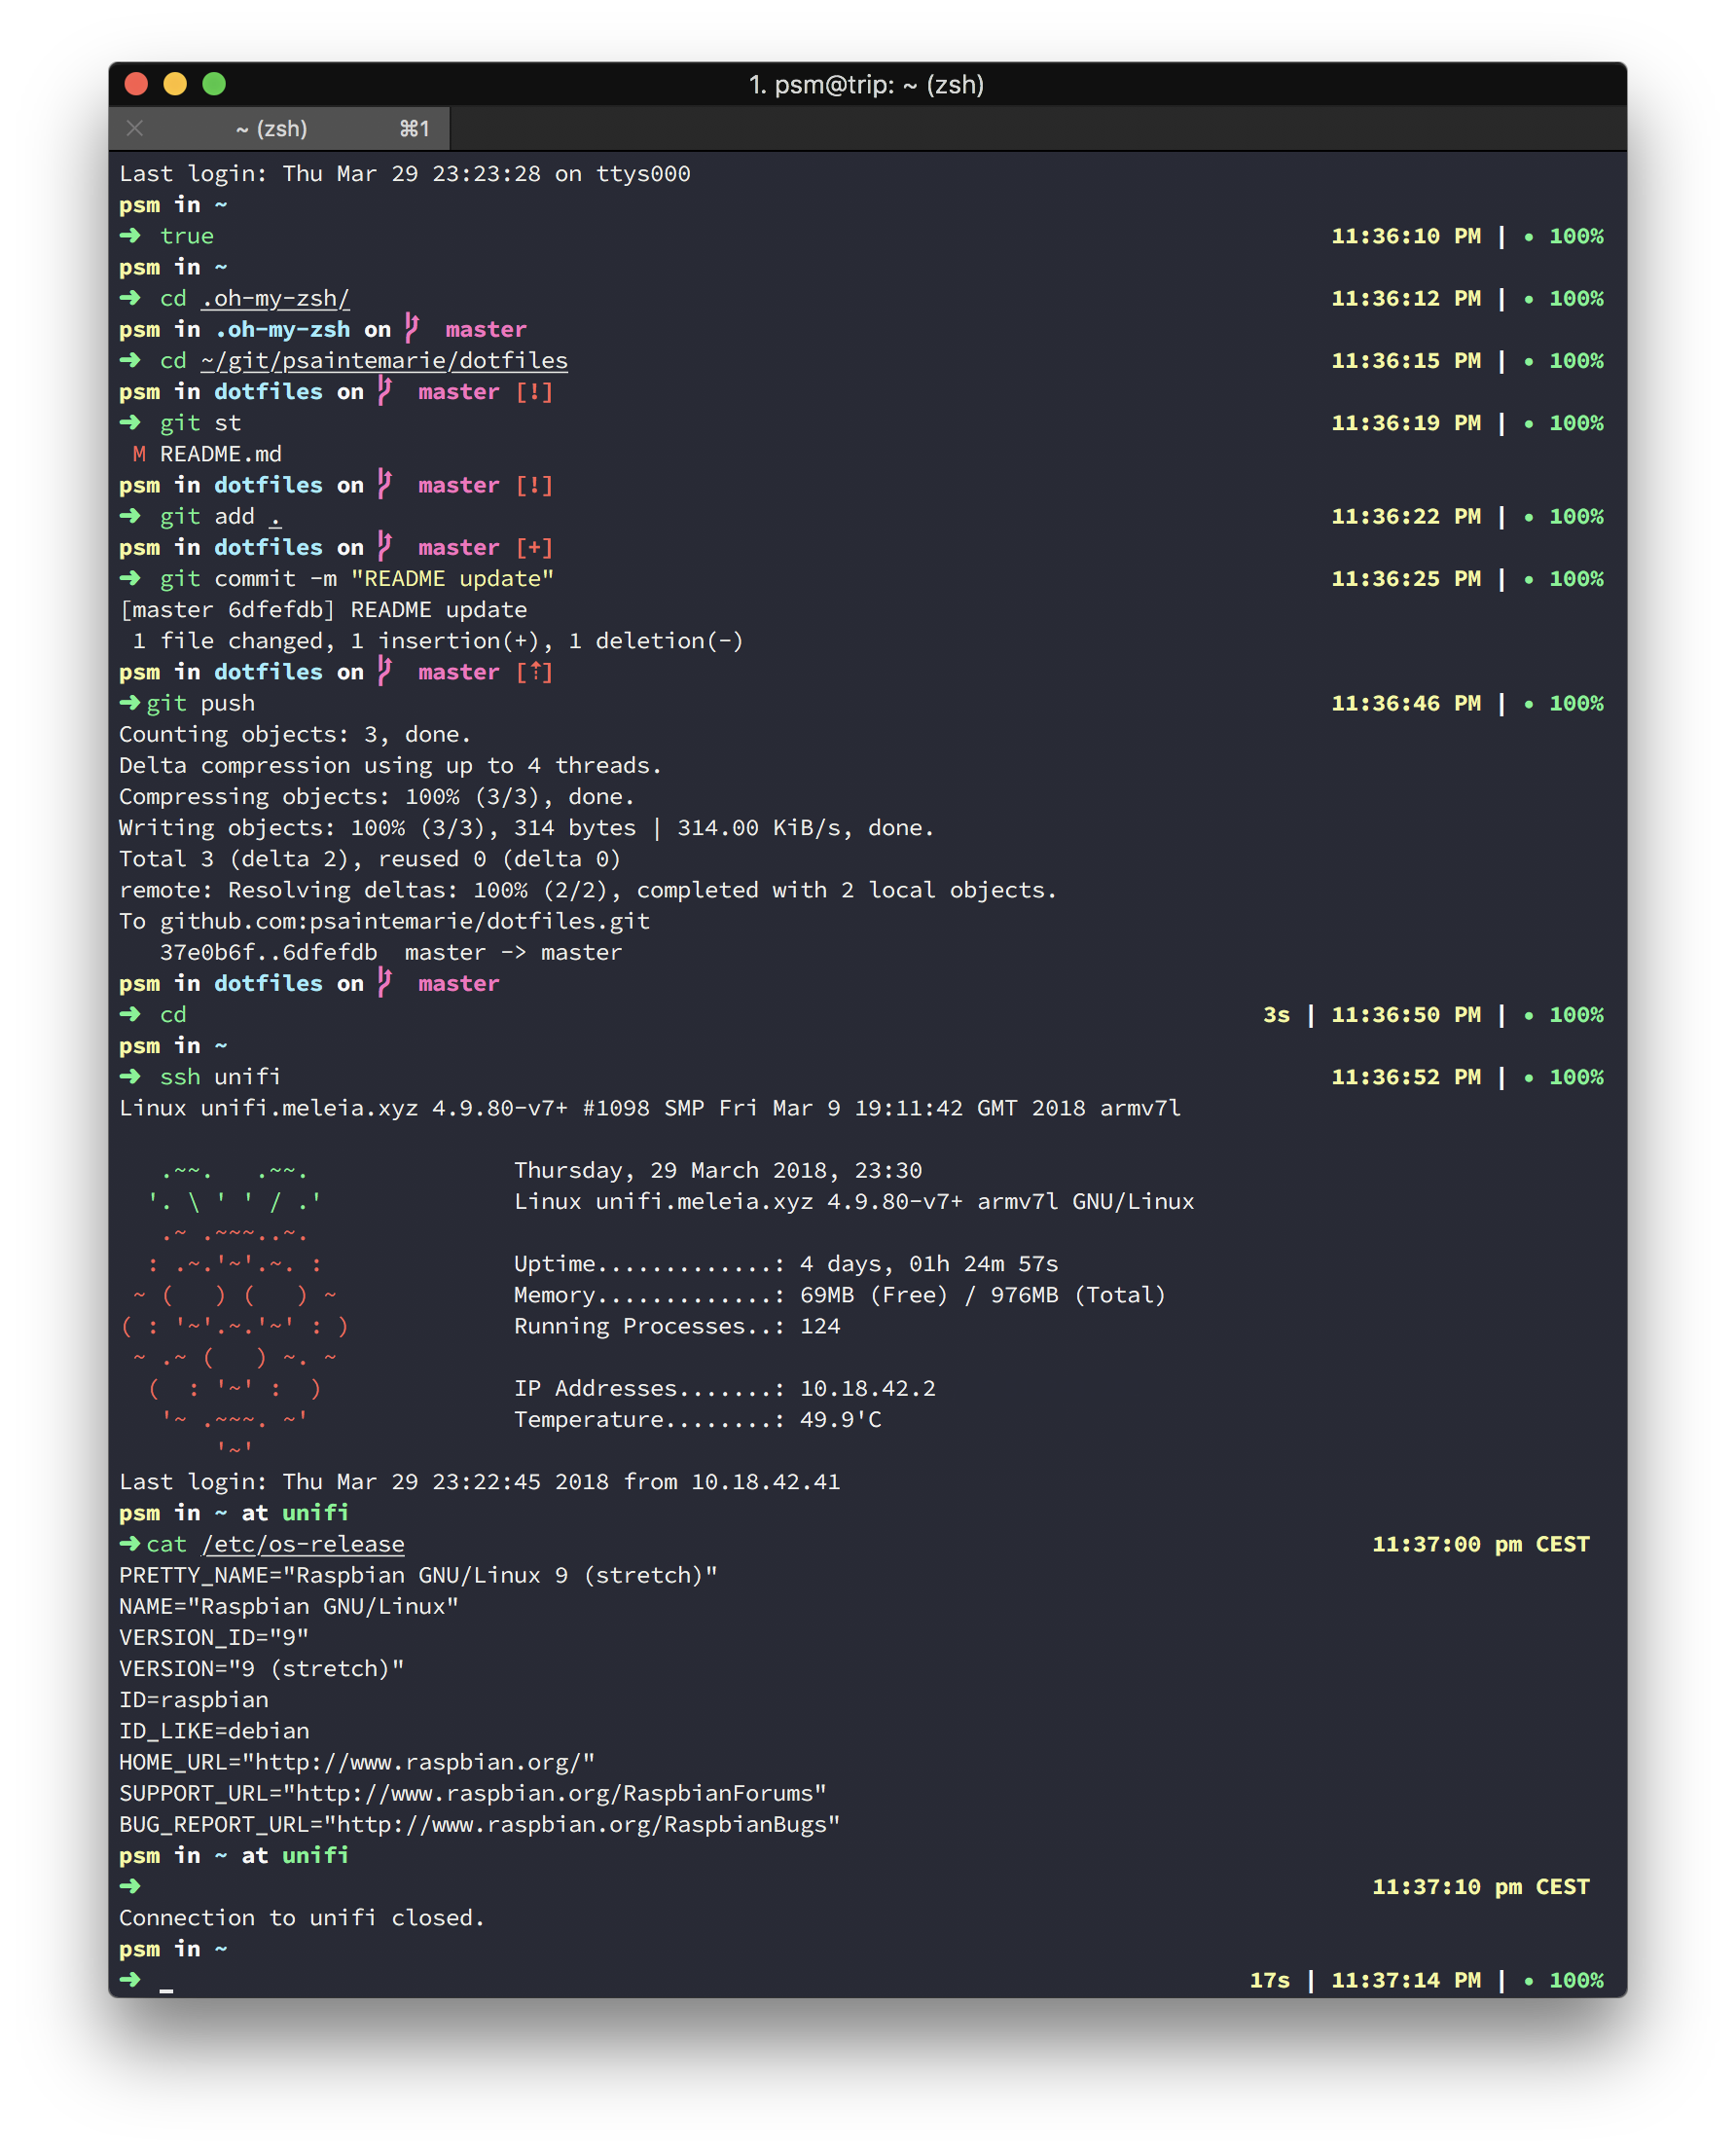 1. psm@trip: ~ (zsh)
~ (zsh) ⌘1
Last login: Thu Mar 29 23:23:28 on ttys000
psm in ~
➜ true 11:36:10 PM | • 100%
psm in ~
➜ cd .oh-my-zsh/ 11:36:12 PM | • 100%
psm in .oh-my-zsh on master
➜ cd ~/git/psaintemarie/dotfiles 11:36:15 PM | • 100%
psm in dotfiles on master [!]
➜ git st 11:36:19 PM | • 100%
 M README.md
psm in dotfiles on master [!]
➜ git add . 11:36:22 PM | • 100%
psm in dotfiles on master [+]
➜ git commit -m "README update" 11:36:25 PM | • 100%
[master 6dfefdb] README update
 1 file changed, 1 insertion(+), 1 deletion(-)
psm in dotfiles on master [⇡]
➜ git push 11:36:46 PM | • 100%
Counting objects: 3, done.
Delta compression using up to 4 threads.
Compressing objects: 100% (3/3), done.
Writing objects: 100% (3/3), 314 bytes | 314.00 KiB/s, done.
Total 3 (delta 2), reused 0 (delta 0)
remote: Resolving deltas: 100% (2/2), completed with 2 local objects.
To github.com:psaintemarie/dotfiles.git
   37e0b6f..6dfefdb  master -> master
psm in dotfiles on master
➜ cd 3s | 11:36:50 PM | • 100%
psm in ~
➜ ssh unifi 11:36:52 PM | • 100%
Linux unifi.meleia.xyz 4.9.80-v7+ #1098 SMP Fri Mar 9 19:11:42 GMT 2018 armv7l
   .~~.   .~~.               Thursday, 29 March 2018, 23:30
  '. \ ' ' / .'              Linux unifi.meleia.xyz 4.9.80-v7+ armv7l GNU/Linux
   .~ .~~~..~.
  : .~.'~'.~. :              Uptime.............: 4 days, 01h 24m 57s
 ~ (   ) (   ) ~             Memory.............: 69MB (Free) / 976MB (Total)
( : '~'.~.'~' : )            Running Processes..: 124
 ~ .~ (   ) ~. ~
  (  : '~' :  )              IP Addresses.......: 10.18.42.2
   '~ .~~~. ~'               Temperature........: 49.9'C
       '~'
Last login: Thu Mar 29 23:22:45 2018 from 10.18.42.41
psm in ~ at unifi
➜ cat /etc/os-release 11:37:00 pm CEST
PRETTY_NAME="Raspbian GNU/Linux 9 (stretch)"
NAME="Raspbian GNU/Linux"
VERSION_ID="9"
VERSION="9 (stretch)"
ID=raspbian
ID_LIKE=debian
HOME_URL="http://www.raspbian.org/"
SUPPORT_URL="http://www.raspbian.org/RaspbianForums"
BUG_REPORT_URL="http://www.raspbian.org/RaspbianBugs"
psm in ~ at unifi
➜ 11:37:10 pm CEST
Connection to unifi closed.
psm in ~
➜ _ 17s | 11:37:14 PM | • 100%